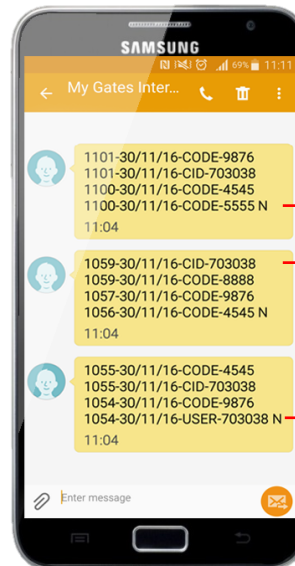 SAMSUNG
69% 11:11
My Gates Inter...
1101-30/11/16-CODE-9876
1101-30/11/16-CID-703038
1100-30/11/16-CODE-4545
1100-30/11/16-CODE-5555 N
11:04
1059-30/11/16-CID-703038
1059-30/11/16-CODE-8888
1057-30/11/16-CODE-9876
1056-30/11/16-CODE-4545 N
11:04
1055-30/11/16-CODE-4545
1055-30/11/16-CID-703038
1054-30/11/16-CODE-9876
1054-30/11/16-USER-703038 N
11:04
Enter message